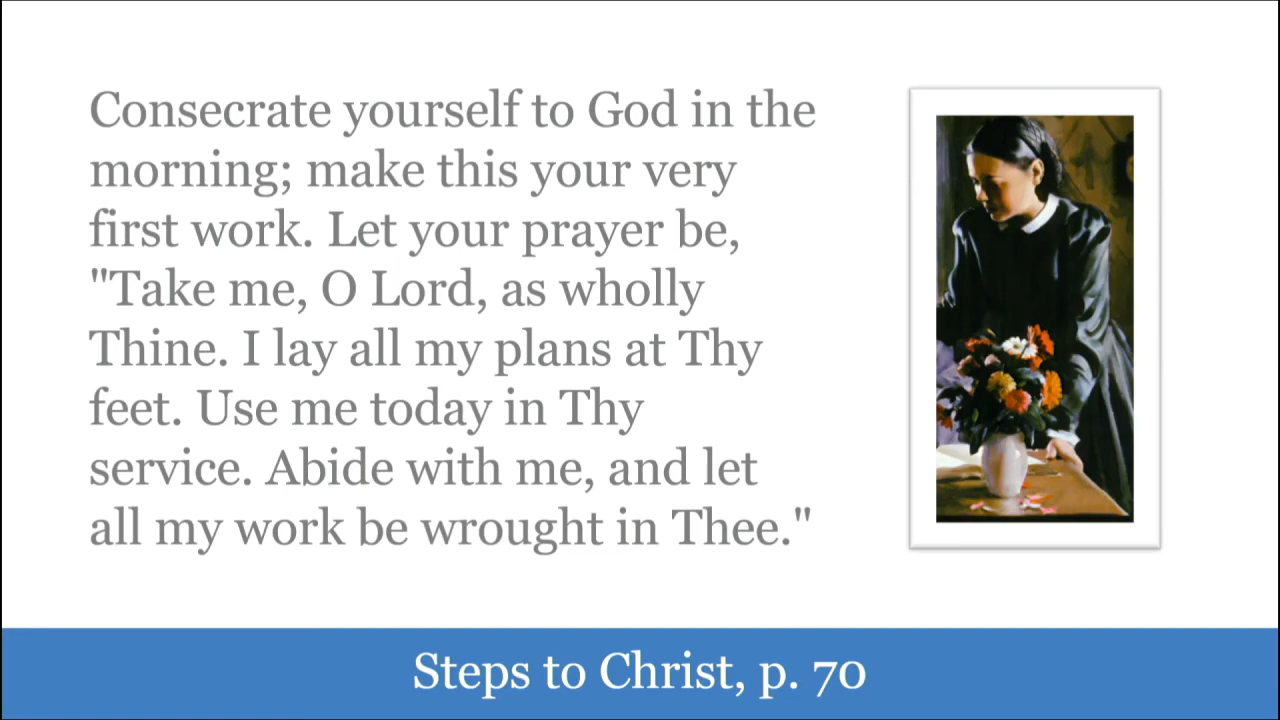 Consecrate yourself to God in the
morning; make this your very
first work. Let your prayer be,
"Take me, O Lord, as wholly
Thine. I lay all my plans at Thy
feet. Use me today in Thy
service. Abide with me, and let
all my work be wrought in Thee."
Steps to Christ, p. 70